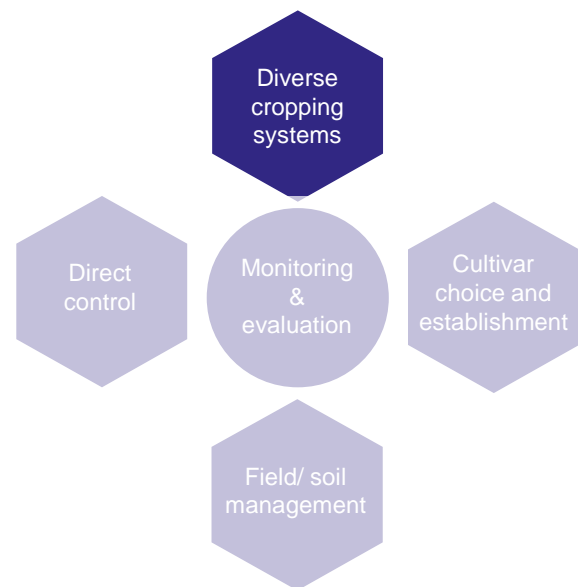 Diverse
cropping
systems
Direct
control
Monitoring
&
evaluation
Cultivar
choice and
establishment
Field/ soil
management